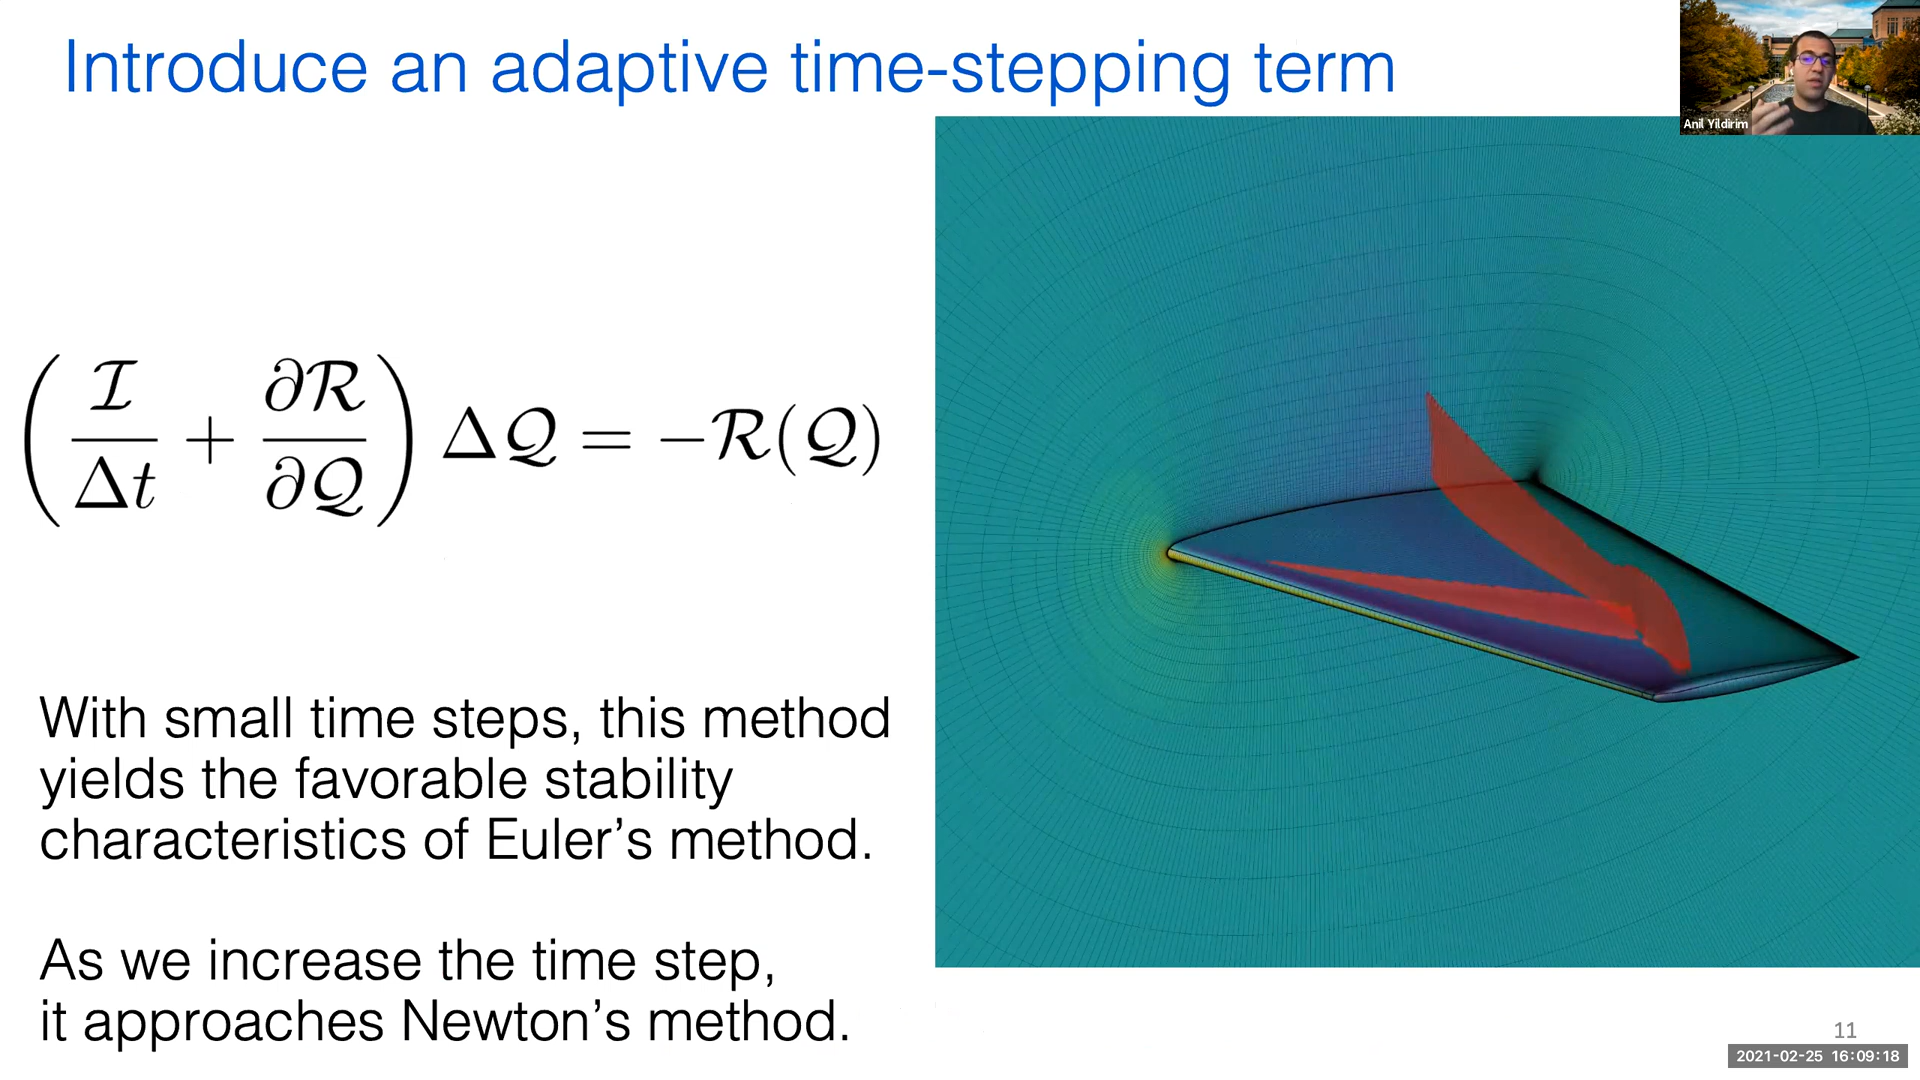 Introduce an adaptive time-stepping term
Anil Yildirim
(𝓘/Δt + ∂𝓡/∂𝓠) Δ𝓠 = −𝓡(𝓠)
With small time steps, this method
yields the favorable stability
characteristics of Euler’s method.
As we increase the time step,
it approaches Newton’s method.
11
2021-02-25 16:09:18